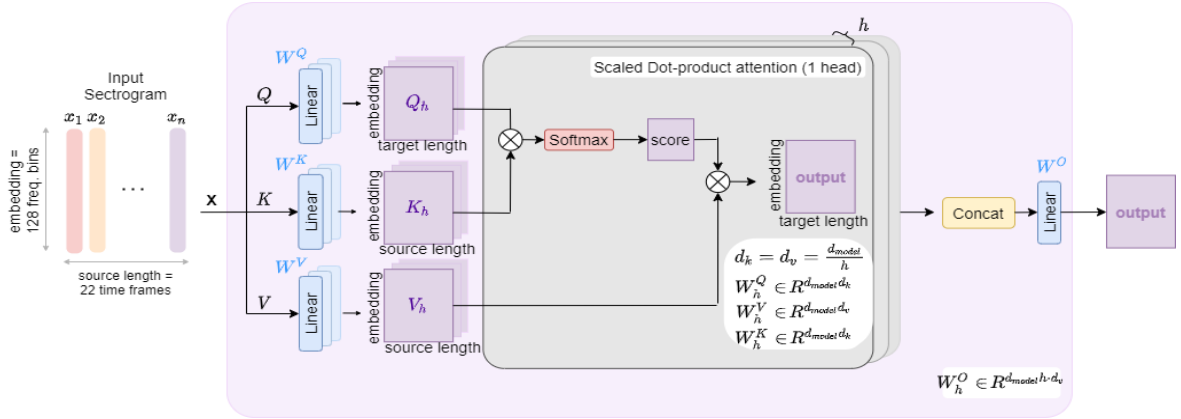 Input
Sectrogram
x₁ x₂ xₙ
...
embedding =
128 freq. bins
source length =
22 time frames
X
Q
K
V
W^Q
Linear
W^K
Linear
W^V
Linear
embedding
Q_h
target length
embedding
K_h
source length
embedding
V_h
source length
h
Scaled Dot-product attention (1 head)
Softmax
score
embedding
output
target length
d_k = d_v = d_model/h
W_h^Q ∈ R^{d_model d_k}
W_h^V ∈ R^{d_model d_v}
W_h^K ∈ R^{d_model d_k}
Concat
W^O
Linear
output
W_h^O ∈ R^{d_model h·d_v}